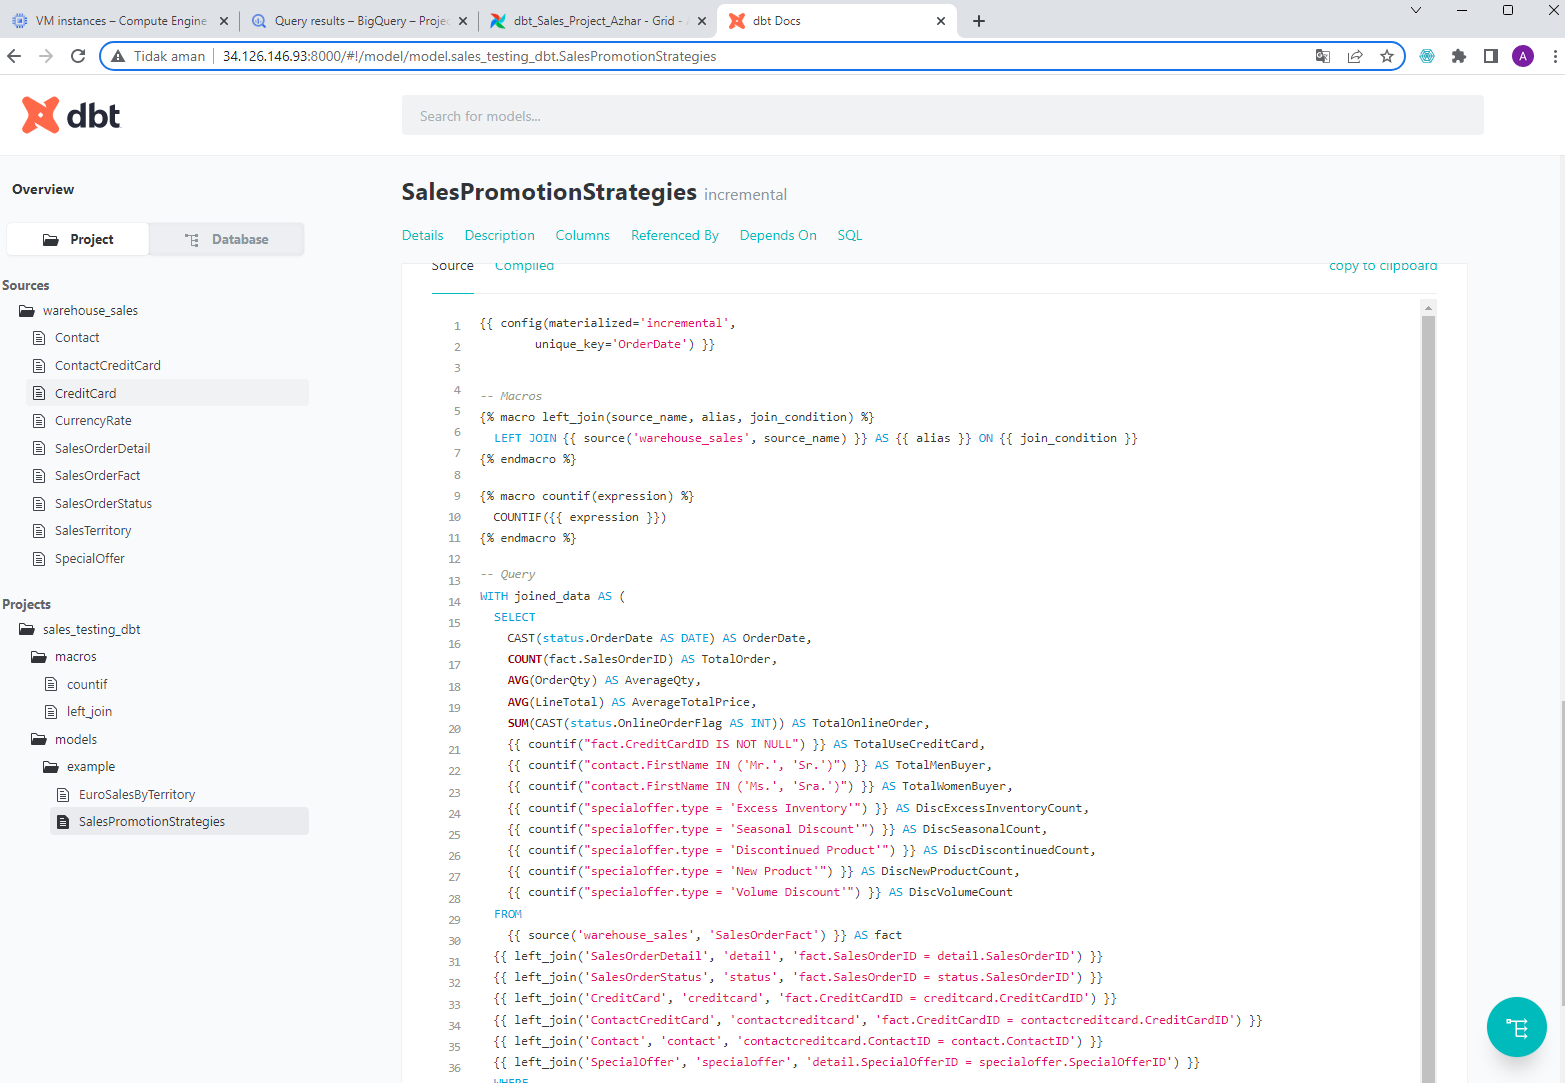 VM instances – Compute Engine
Query results – BigQuery – Projec
dbt_Sales_Project_Azhar - Grid -
dbt Docs
Tidak aman
34.126.146.93:8000/#!/model/model.sales_testing_dbt.SalesPromotionStrategies
A
dbt
Search for models...
Overview
Project
Database
Sources
warehouse_sales
Contact
ContactCreditCard
CreditCard
CurrencyRate
SalesOrderDetail
SalesOrderFact
SalesOrderStatus
SalesTerritory
SpecialOffer
Projects
sales_testing_dbt
macros
countif
left_join
models
example
EuroSalesByTerritory
SalesPromotionStrategies
SalesPromotionStrategies incremental
Details Description Columns Referenced By Depends On SQL
Source Compiled copy to clipboard
1 {{ config(materialized='incremental',
2 unique_key='OrderDate') }}
3
4 -- Macros
5 {% macro left_join(source_name, alias, join_condition) %}
6 LEFT JOIN {{ source('warehouse_sales', source_name) }} AS {{ alias }} ON {{ join_condition }}
7 {% endmacro %}
8
9 {% macro countif(expression) %}
10 COUNTIF({{ expression }})
11 {% endmacro %}
12
13 -- Query
14 WITH joined_data AS (
15 SELECT
16 CAST(status.OrderDate AS DATE) AS OrderDate,
17 COUNT(fact.SalesOrderID) AS TotalOrder,
18 AVG(OrderQty) AS AverageQty,
19 AVG(LineTotal) AS AverageTotalPrice,
20 SUM(CAST(status.OnlineOrderFlag AS INT)) AS TotalOnlineOrder,
21 {{ countif("fact.CreditCardID IS NOT NULL") }} AS TotalUseCreditCard,
22 {{ countif("contact.FirstName IN ('Mr.', 'Sr.')") }} AS TotalMenBuyer,
23 {{ countif("contact.FirstName IN ('Ms.', 'Sra.')") }} AS TotalWomenBuyer,
24 {{ countif("specialoffer.type = 'Excess Inventory'") }} AS DiscExcessInventoryCount,
25 {{ countif("specialoffer.type = 'Seasonal Discount'") }} AS DiscSeasonalCount,
26 {{ countif("specialoffer.type = 'Discontinued Product'") }} AS DiscDiscontinuedCount,
27 {{ countif("specialoffer.type = 'New Product'") }} AS DiscNewProductCount,
28 {{ countif("specialoffer.type = 'Volume Discount'") }} AS DiscVolumeCount
29 FROM
30 {{ source('warehouse_sales', 'SalesOrderFact') }} AS fact
31 {{ left_join('SalesOrderDetail', 'detail', 'fact.SalesOrderID = detail.SalesOrderID') }}
32 {{ left_join('SalesOrderStatus', 'status', 'fact.SalesOrderID = status.SalesOrderID') }}
33 {{ left_join('CreditCard', 'creditcard', 'fact.CreditCardID = creditcard.CreditCardID') }}
34 {{ left_join('ContactCreditCard', 'contactcreditcard', 'fact.CreditCardID = contactcreditcard.CreditCardID') }}
35 {{ left_join('Contact', 'contact', 'contactcreditcard.ContactID = contact.ContactID') }}
36 {{ left_join('SpecialOffer', 'specialoffer', 'detail.SpecialOfferID = specialoffer.SpecialOfferID') }}
WHERE